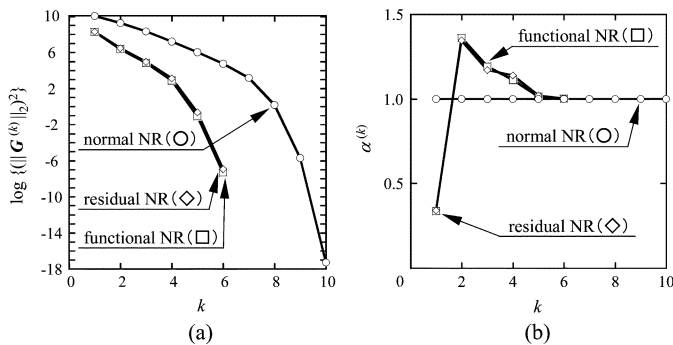 10
6
2
-2
-6
-10
-14
-18
0
2
4
6
8
10
log {(||G^(k)||₂)²}
normal NR(○)
residual NR(◇)
functional NR(□)
k
(a)
1.5
1.0
0.5
0
2
4
6
8
10
α^(k)
functional NR(□)
normal NR(○)
residual NR(◇)
k
(b)